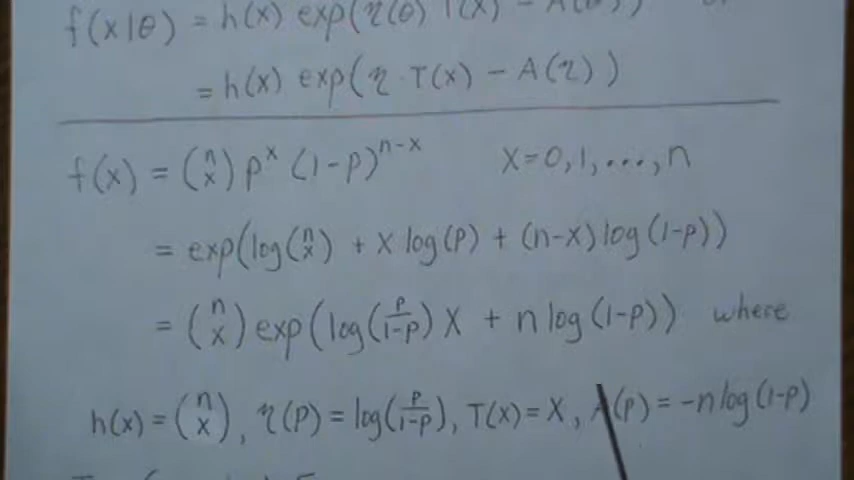 f(x|θ) = h(x) exp(η(θ) T(x) - A(θ))
= h(x) exp(η · T(x) - A(η))
f(x) = (n x) p^x (1-p)^{n-x} x=0,1,...,n
= exp(log(n x) + x log(p) + (n-x) log(1-p))
= (n x) exp(log(p/1-p) x + n log(1-p)) where
h(x) = (n x), η(p) = log(p/1-p), T(x) = x, A(p) = -n log(1-p)